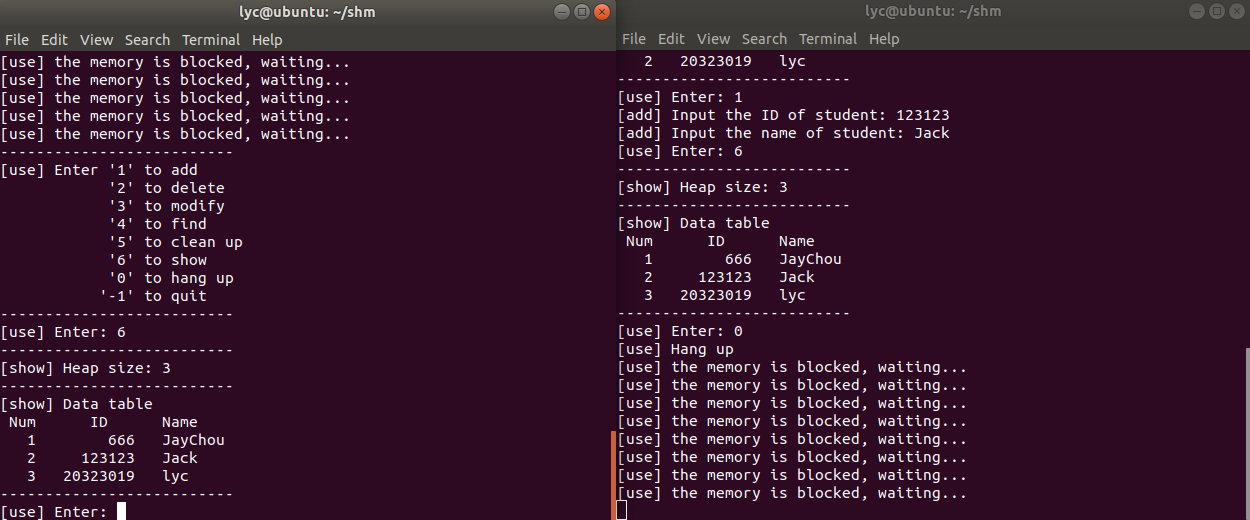 lyc@ubuntu: ~/shm
File Edit View Search Terminal Help
[use] the memory is blocked, waiting...
[use] the memory is blocked, waiting...
[use] the memory is blocked, waiting...
[use] the memory is blocked, waiting...
[use] the memory is blocked, waiting...
--------------------------
[use] Enter '1' to add
            '2' to delete
            '3' to modify
            '4' to find
            '5' to clean up
            '6' to show
            '0' to hang up
           '-1' to quit
--------------------------
[use] Enter: 6
--------------------------
[show] Heap size: 3
--------------------------
[show] Data table
 Num      ID      Name
   1        666   JayChou
   2     123123   Jack
   3   20323019   lyc
--------------------------
[use] Enter:
lyc@ubuntu: ~/shm
File Edit View Search Terminal Help
   2   20323019   lyc
--------------------------
[use] Enter: 1
[add] Input the ID of student: 123123
[add] Input the name of student: Jack
[use] Enter: 6
--------------------------
[show] Heap size: 3
--------------------------
[show] Data table
 Num      ID      Name
   1        666   JayChou
   2     123123   Jack
   3   20323019   lyc
--------------------------
[use] Enter: 0
[use] Hang up
[use] the memory is blocked, waiting...
[use] the memory is blocked, waiting...
[use] the memory is blocked, waiting...
[use] the memory is blocked, waiting...
[use] the memory is blocked, waiting...
[use] the memory is blocked, waiting...
[use] the memory is blocked, waiting...
[use] the memory is blocked, waiting...